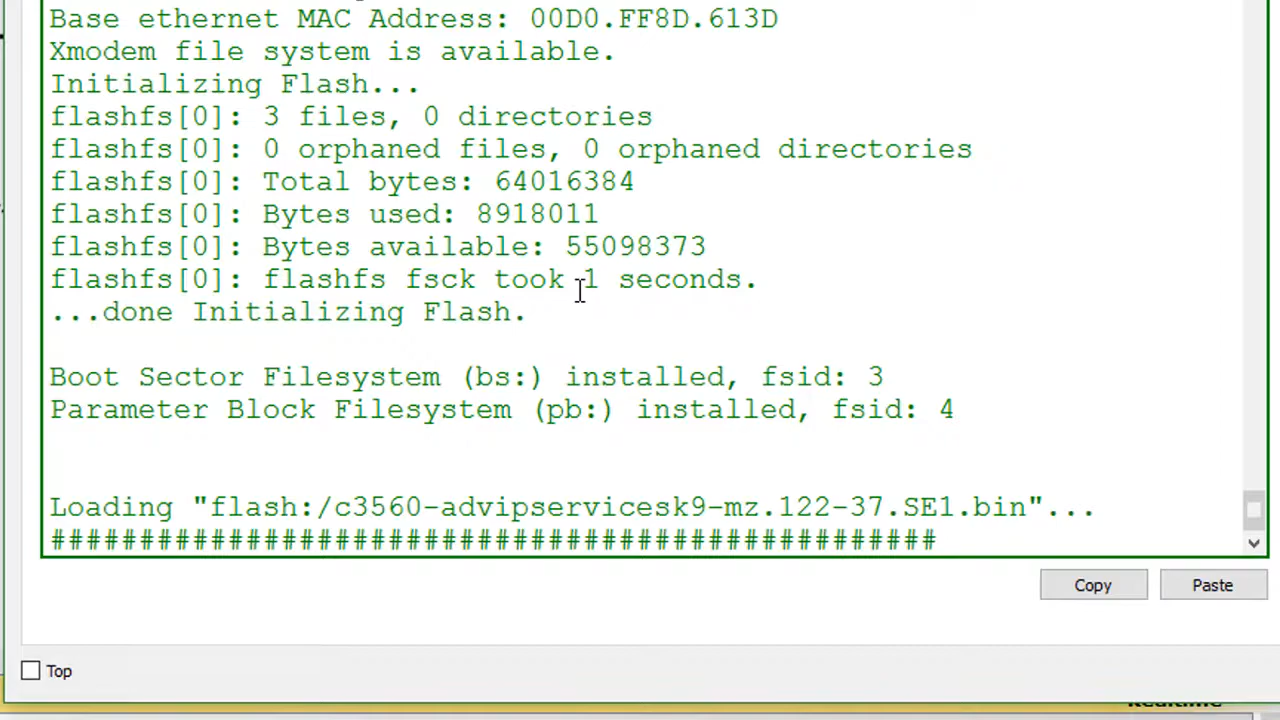 Base ethernet MAC Address: 00D0.FF8D.613D
Xmodem file system is available.
Initializing Flash...
flashfs[0]: 3 files, 0 directories
flashfs[0]: 0 orphaned files, 0 orphaned directories
flashfs[0]: Total bytes: 64016384
flashfs[0]: Bytes used: 8918011
flashfs[0]: Bytes available: 55098373
flashfs[0]: flashfs fsck took 1 seconds.
...done Initializing Flash.
Boot Sector Filesystem (bs:) installed, fsid: 3
Parameter Block Filesystem (pb:) installed, fsid: 4
Loading "flash:/c3560-advipservicesk9-mz.122-37.SE1.bin"...
##################################################
Copy Paste
Top
Realtime